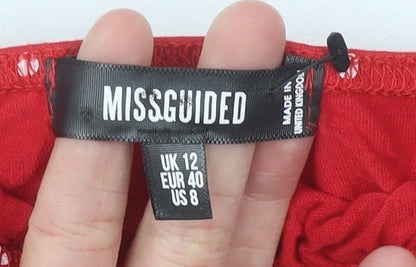 MISSGUIDED
MADE IN
UNITED KINGDOM
UK 12
EUR 40
US 8